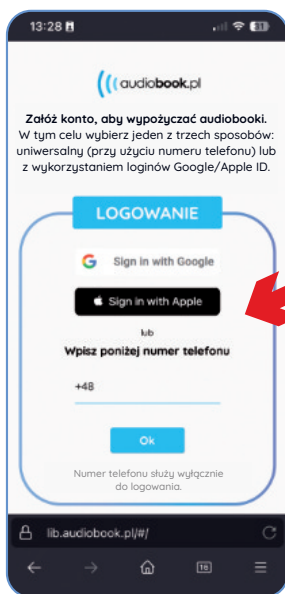 13:28
31
audiobook.pl
Załóż konto, aby wypożyczać audiobooki.
W tym celu wybierz jeden z trzech sposobów:
uniwersalny (przy użyciu numeru telefonu) lub
z wykorzystaniem loginów Google/Apple ID.
LOGOWANIE
Sign in with Google
Sign in with Apple
lub
Wpisz poniżej numer telefonu
+48
Ok
Numer telefonu służy wyłącznie
do logowania.
lib.audiobook.pl/#/